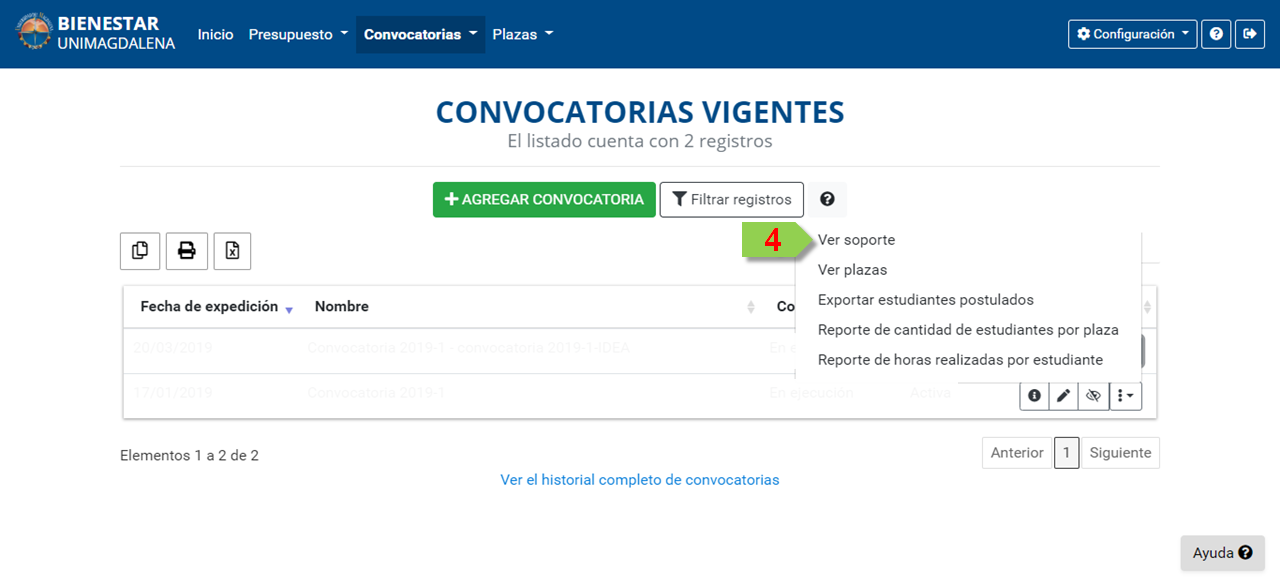 BIENESTAR
UNIMAGDALENA
Inicio Presupuesto Convocatorias Plazas Configuración
CONVOCATORIAS VIGENTES
El listado cuenta con 2 registros
AGREGAR CONVOCATORIA Filtrar registros
4 Ver soporte
Ver plazas
Exportar estudiantes postulados
Reporte de cantidad de estudiantes por plaza
Reporte de horas realizadas por estudiante
Fecha de expedición Nombre Co
20/03/2019 Convocatoria 2019-1 - convocatoria 2019-1-IDEA En e
17/01/2019 Convocatoria 2019-1 En ejecución Activa
Elementos 1 a 2 de 2
Anterior 1 Siguiente
Ver el historial completo de convocatorias
Ayuda